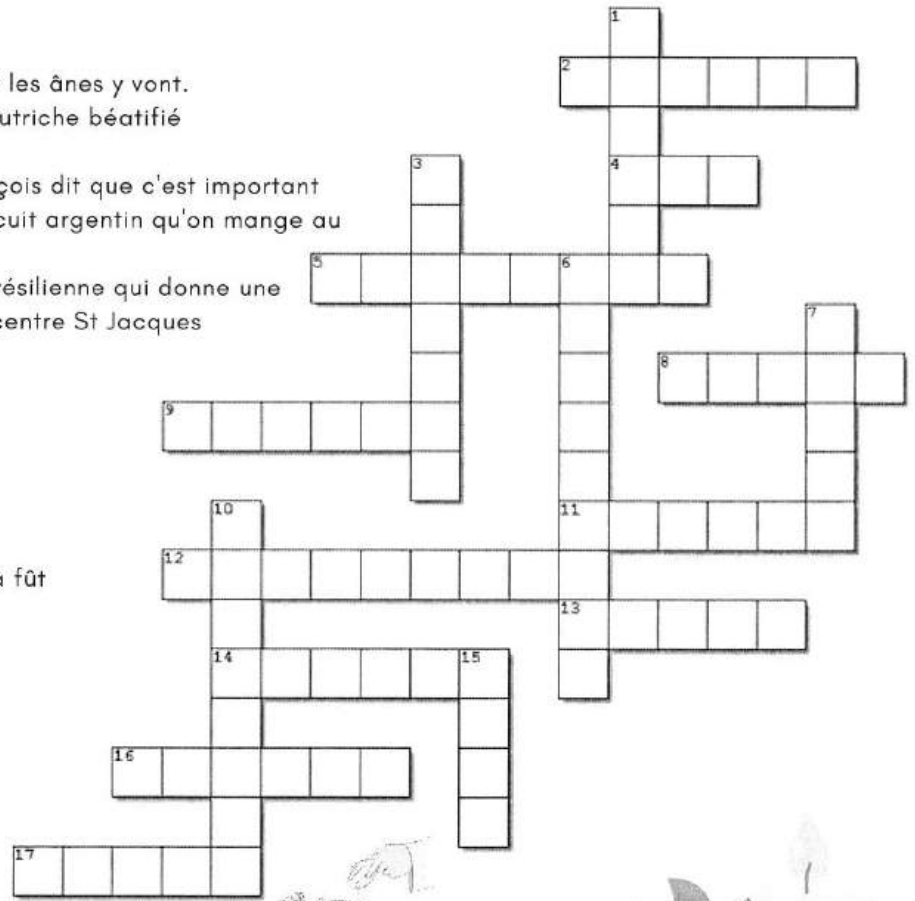 1
les ânes y vont.
2
utriche béatifié
3
4
çois dit que c'est important
cuit argentin qu'on mange au
5
6
résilienne qui donne une
centre St Jacques
7
8
9
10
11
12
à fût
13
14
15
16
17